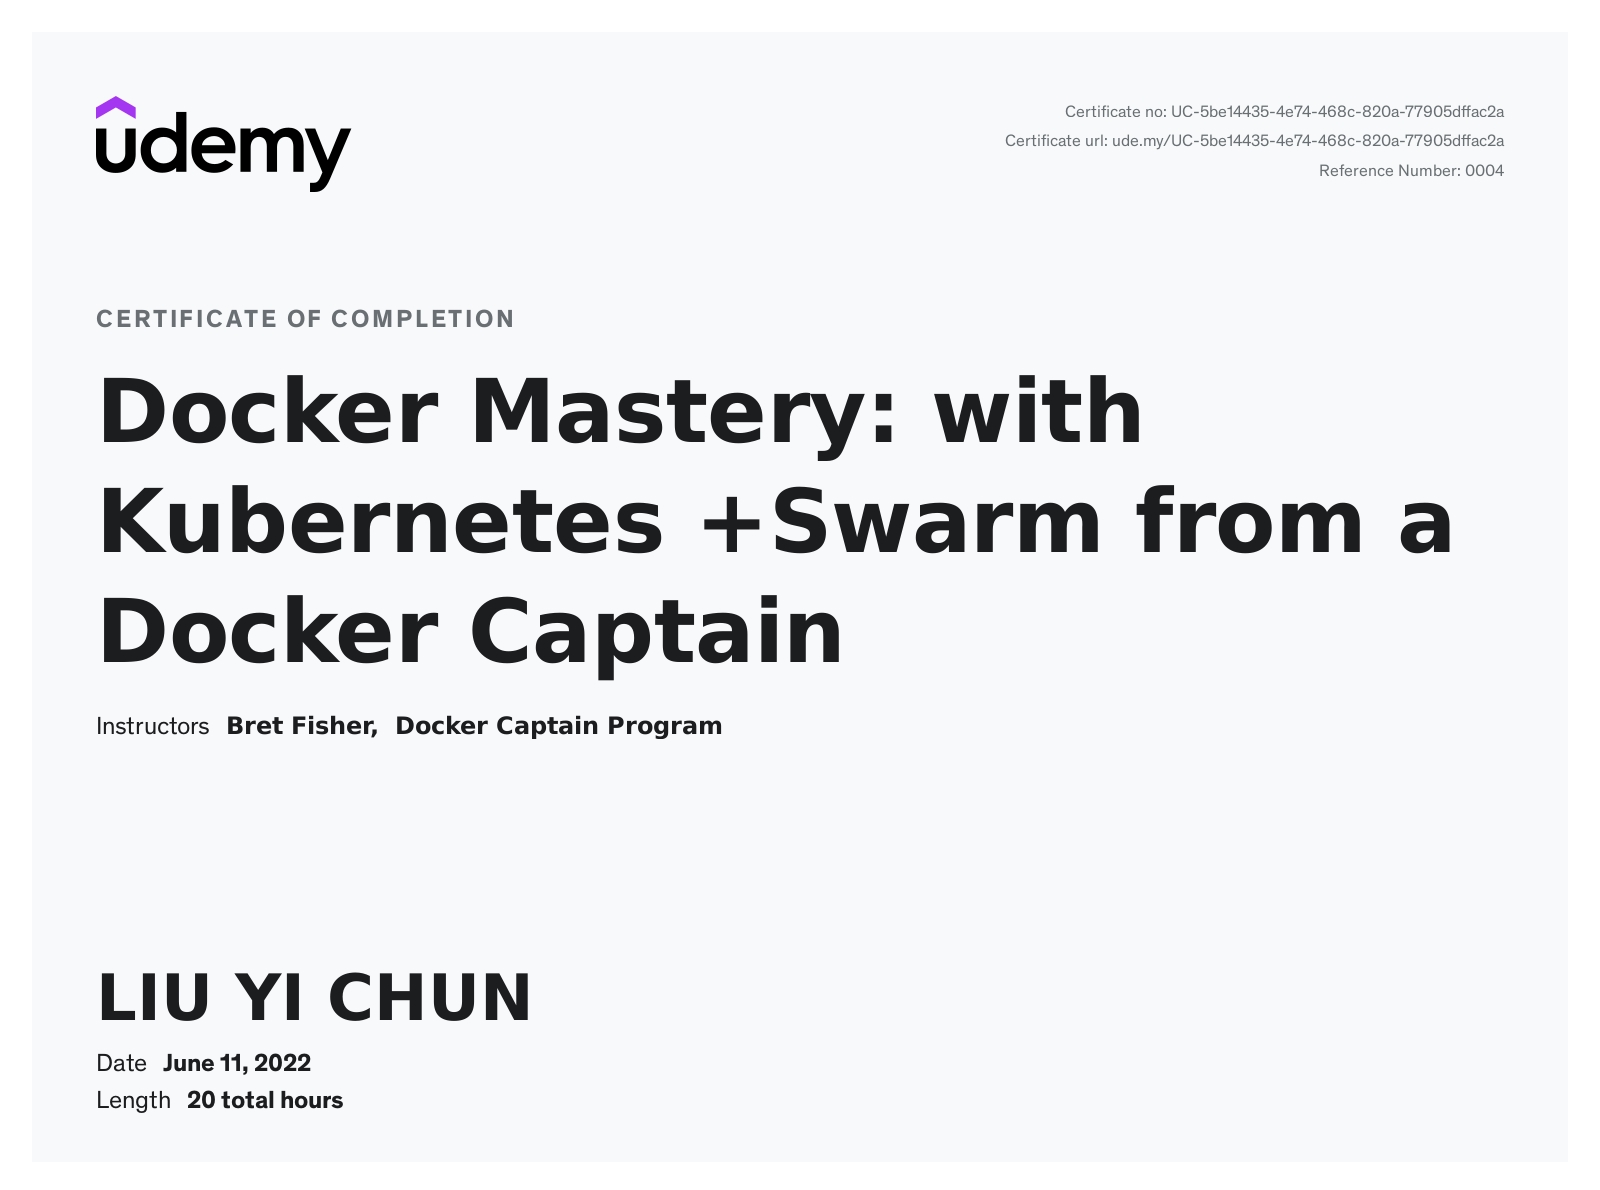 udemy
Certificate no: UC-5be14435-4e74-468c-820a-77905dffac2a
Certificate url: ude.my/UC-5be14435-4e74-468c-820a-77905dffac2a
Reference Number: 0004
CERTIFICATE OF COMPLETION
Docker Mastery: with
Kubernetes +Swarm from a
Docker Captain
Instructors Bret Fisher, Docker Captain Program
LIU YI CHUN
Date June 11, 2022
Length 20 total hours